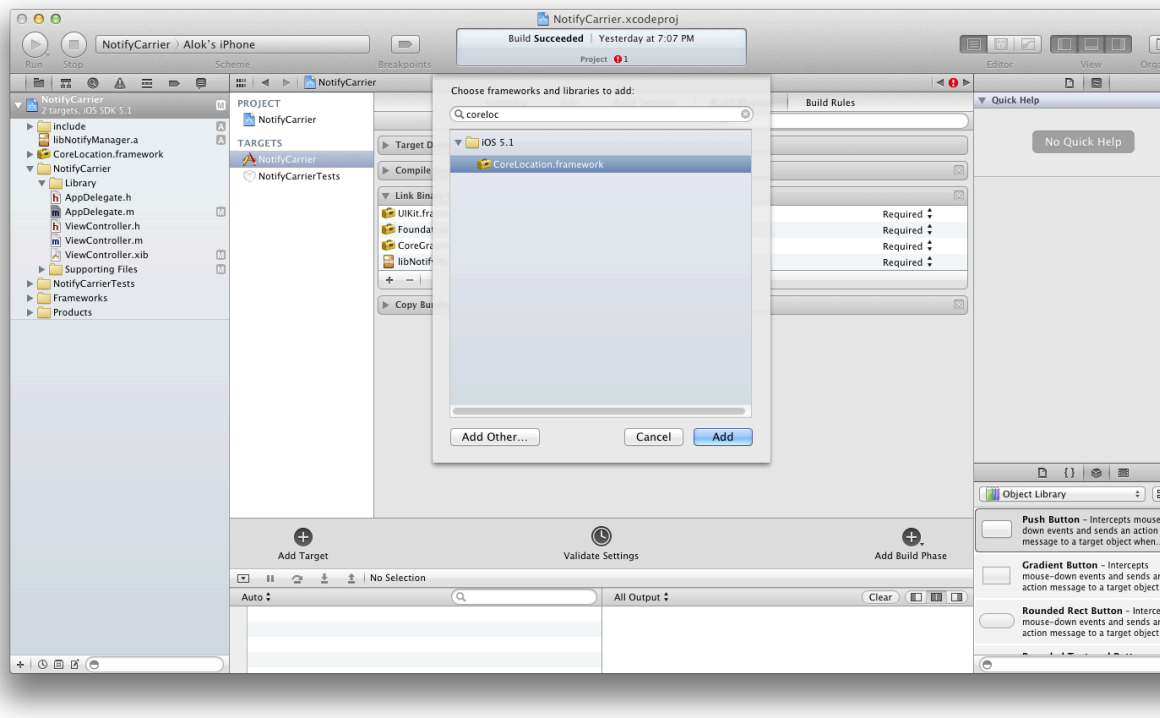 NotifyCarrier.xcodeproj
NotifyCarrier 〉 Alok's iPhone
Build Succeeded | Yesterday at 7:07 PM
Project 1
Run Stop Scheme Breakpoints Editor View
NotifyCarrier
2 targets, iOS SDK 5.1
M
include
A
libNotifyManager.a
A
CoreLocation.framework
NotifyCarrier
Library
h AppDelegate.h
m AppDelegate.m
M
h ViewController.h
m ViewController.m
ViewController.xib
M
Supporting Files
M
NotifyCarrierTests
Frameworks
Products
NotifyCarrier
PROJECT
NotifyCarrier
TARGETS
NotifyCarrier
NotifyCarrierTests
Build Rules
Compile
Link
UIKit.fra
Required
Required
Required
Required
Choose frameworks and libraries to add:
coreloc
iOS 5.1
CoreLocation.framework
Add Other...
Cancel
Add
Add Target
Validate Settings
Add Build Phase
No Selection
Auto
All Output
Clear
Quick Help
No Quick Help
{}
Object Library
Push Button – Intercepts mouse
down events and sends an action
message to a target object when..
Gradient Button – Intercepts
mouse-down events and sends a
action message to a target object
Rounded Rect Button – Interce
mouse-down events and sends a
action message to a target object